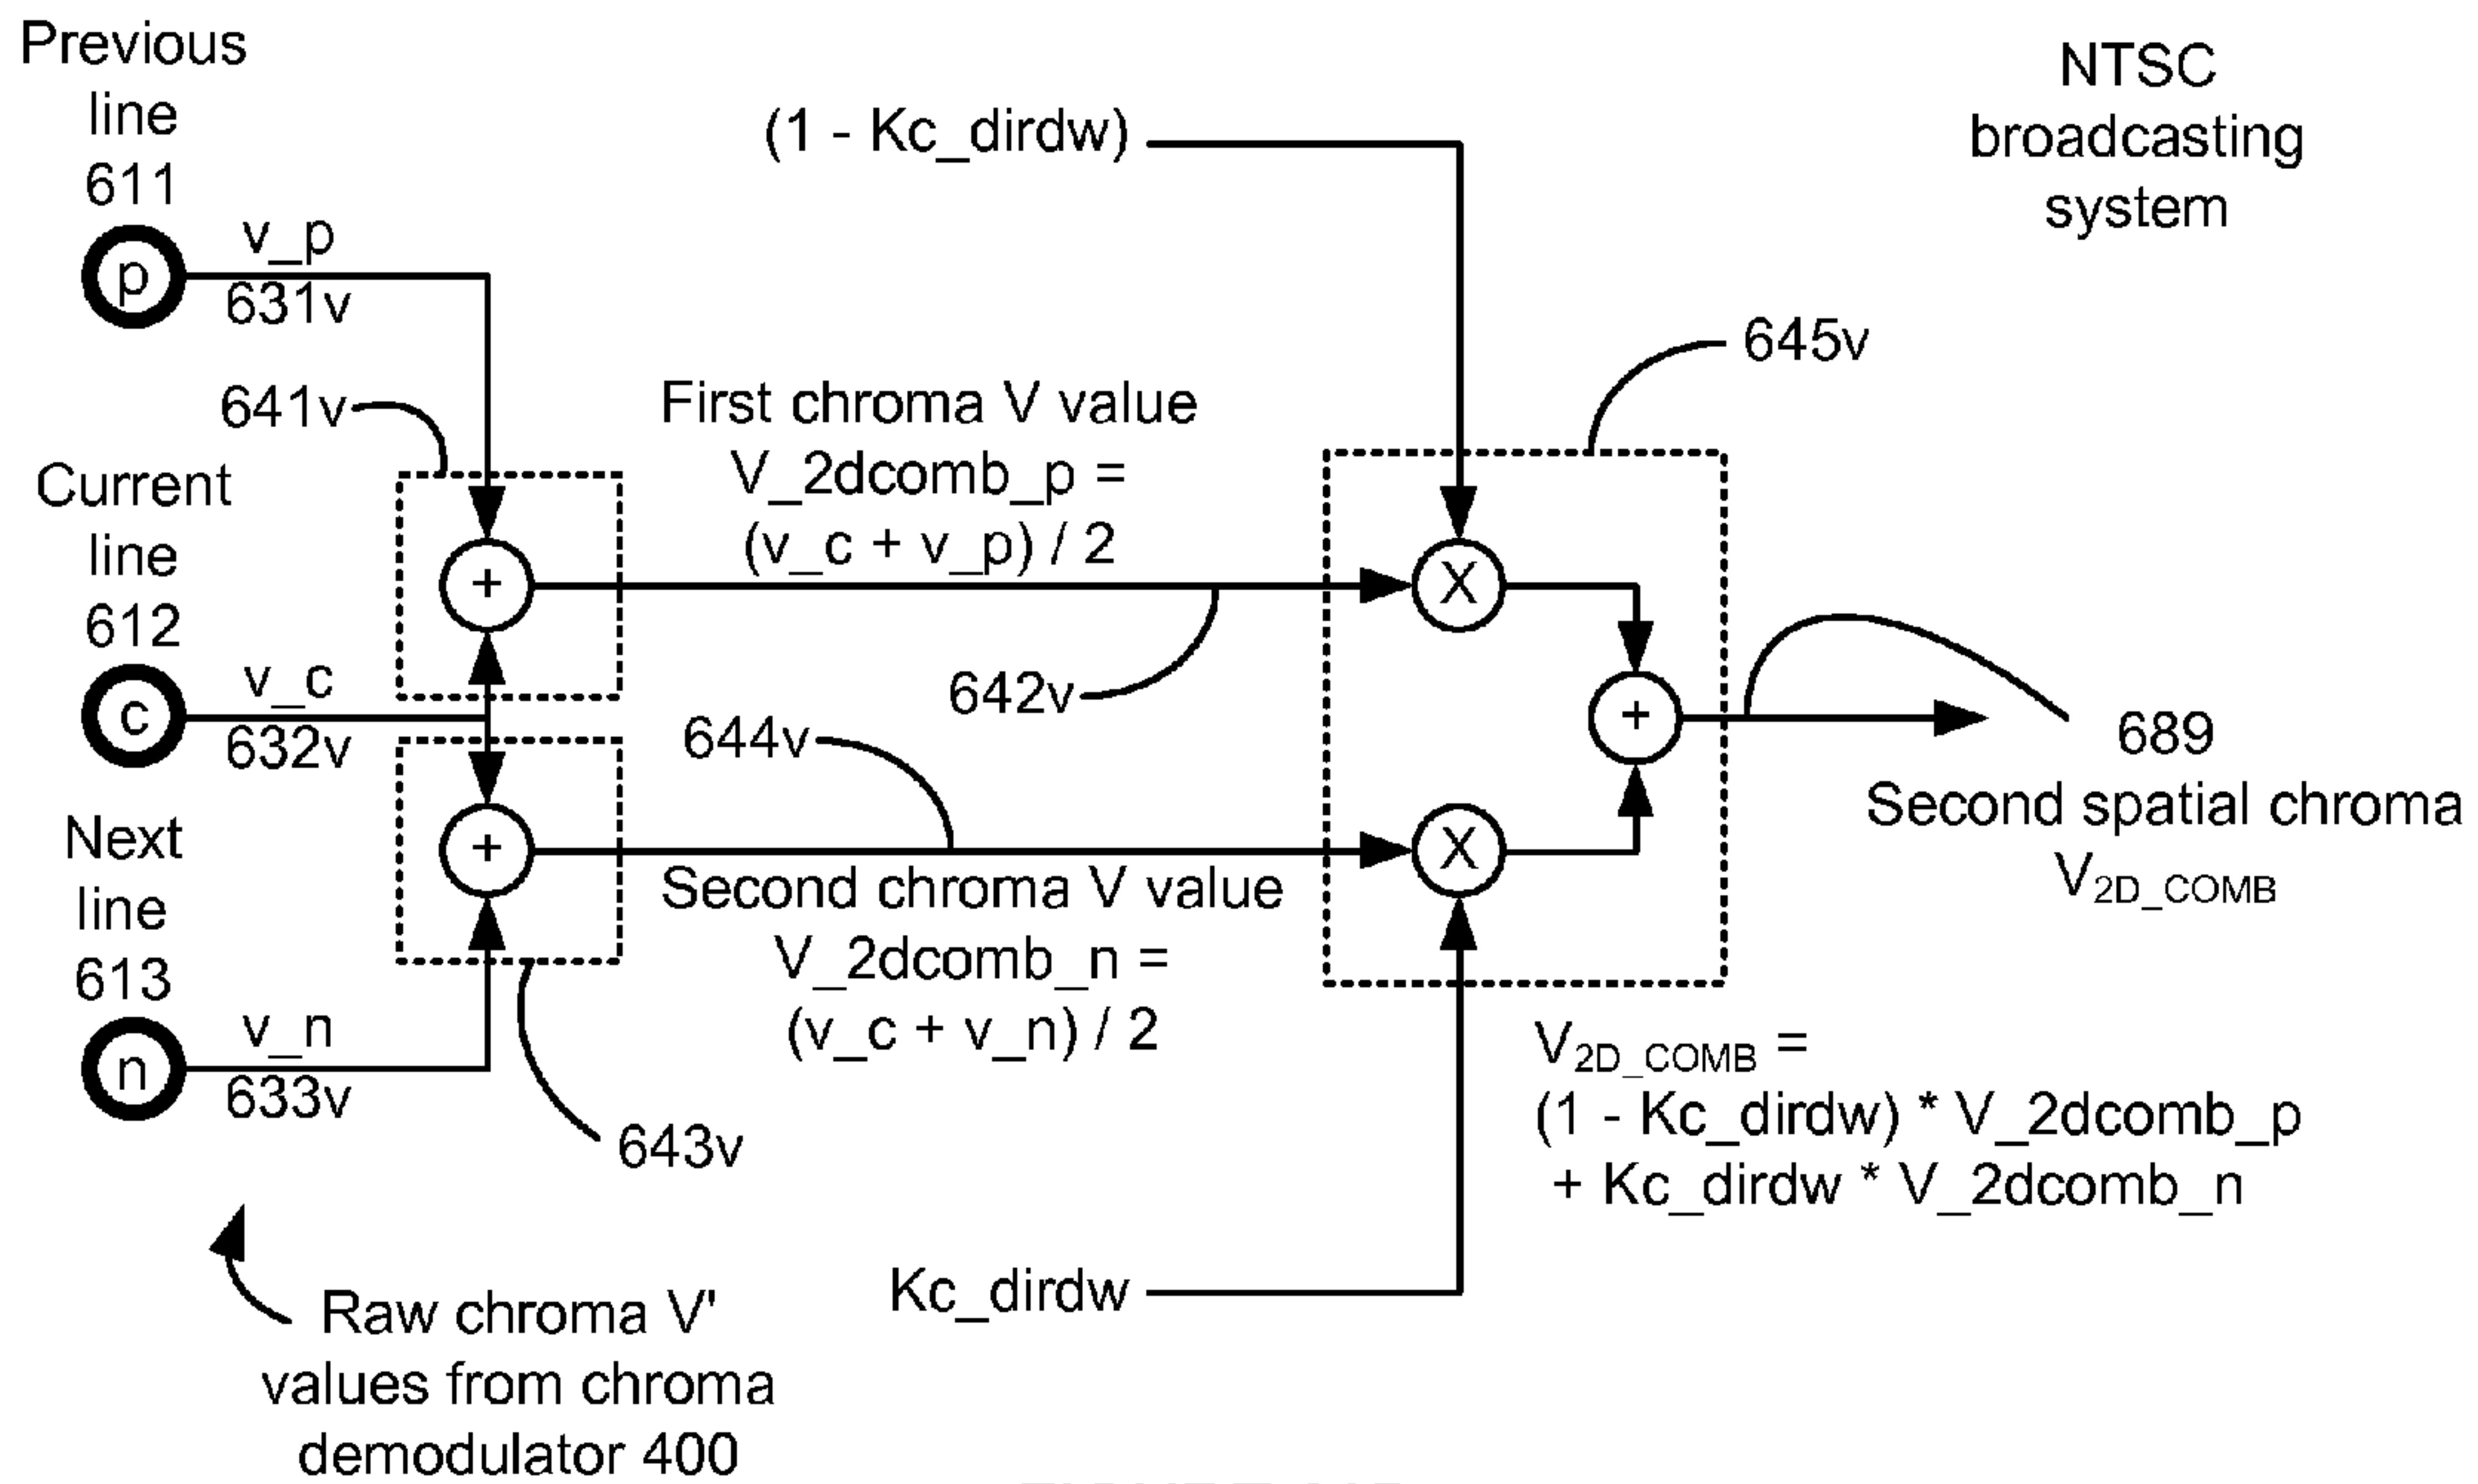 Previous
line
611
p
v_p
631v
641v
Current
line
612
c
v_c
632v
Next
line
613
n
v_n
633v
643v
Raw chroma V'
values from chroma
demodulator 400
+
+
First chroma V value
V_2dcomb_p =
(v_c + v_p) / 2
642v
644v
Second chroma V value
V_2dcomb_n =
(v_c + v_n) / 2
(1 - Kc_dirdw)
Kc_dirdw
X
X
+
645v
NTSC
broadcasting
system
689
Second spatial chroma
V2D_COMB
V2D_COMB =
(1 - Kc_dirdw) * V_2dcomb_p
+ Kc_dirdw * V_2dcomb_n